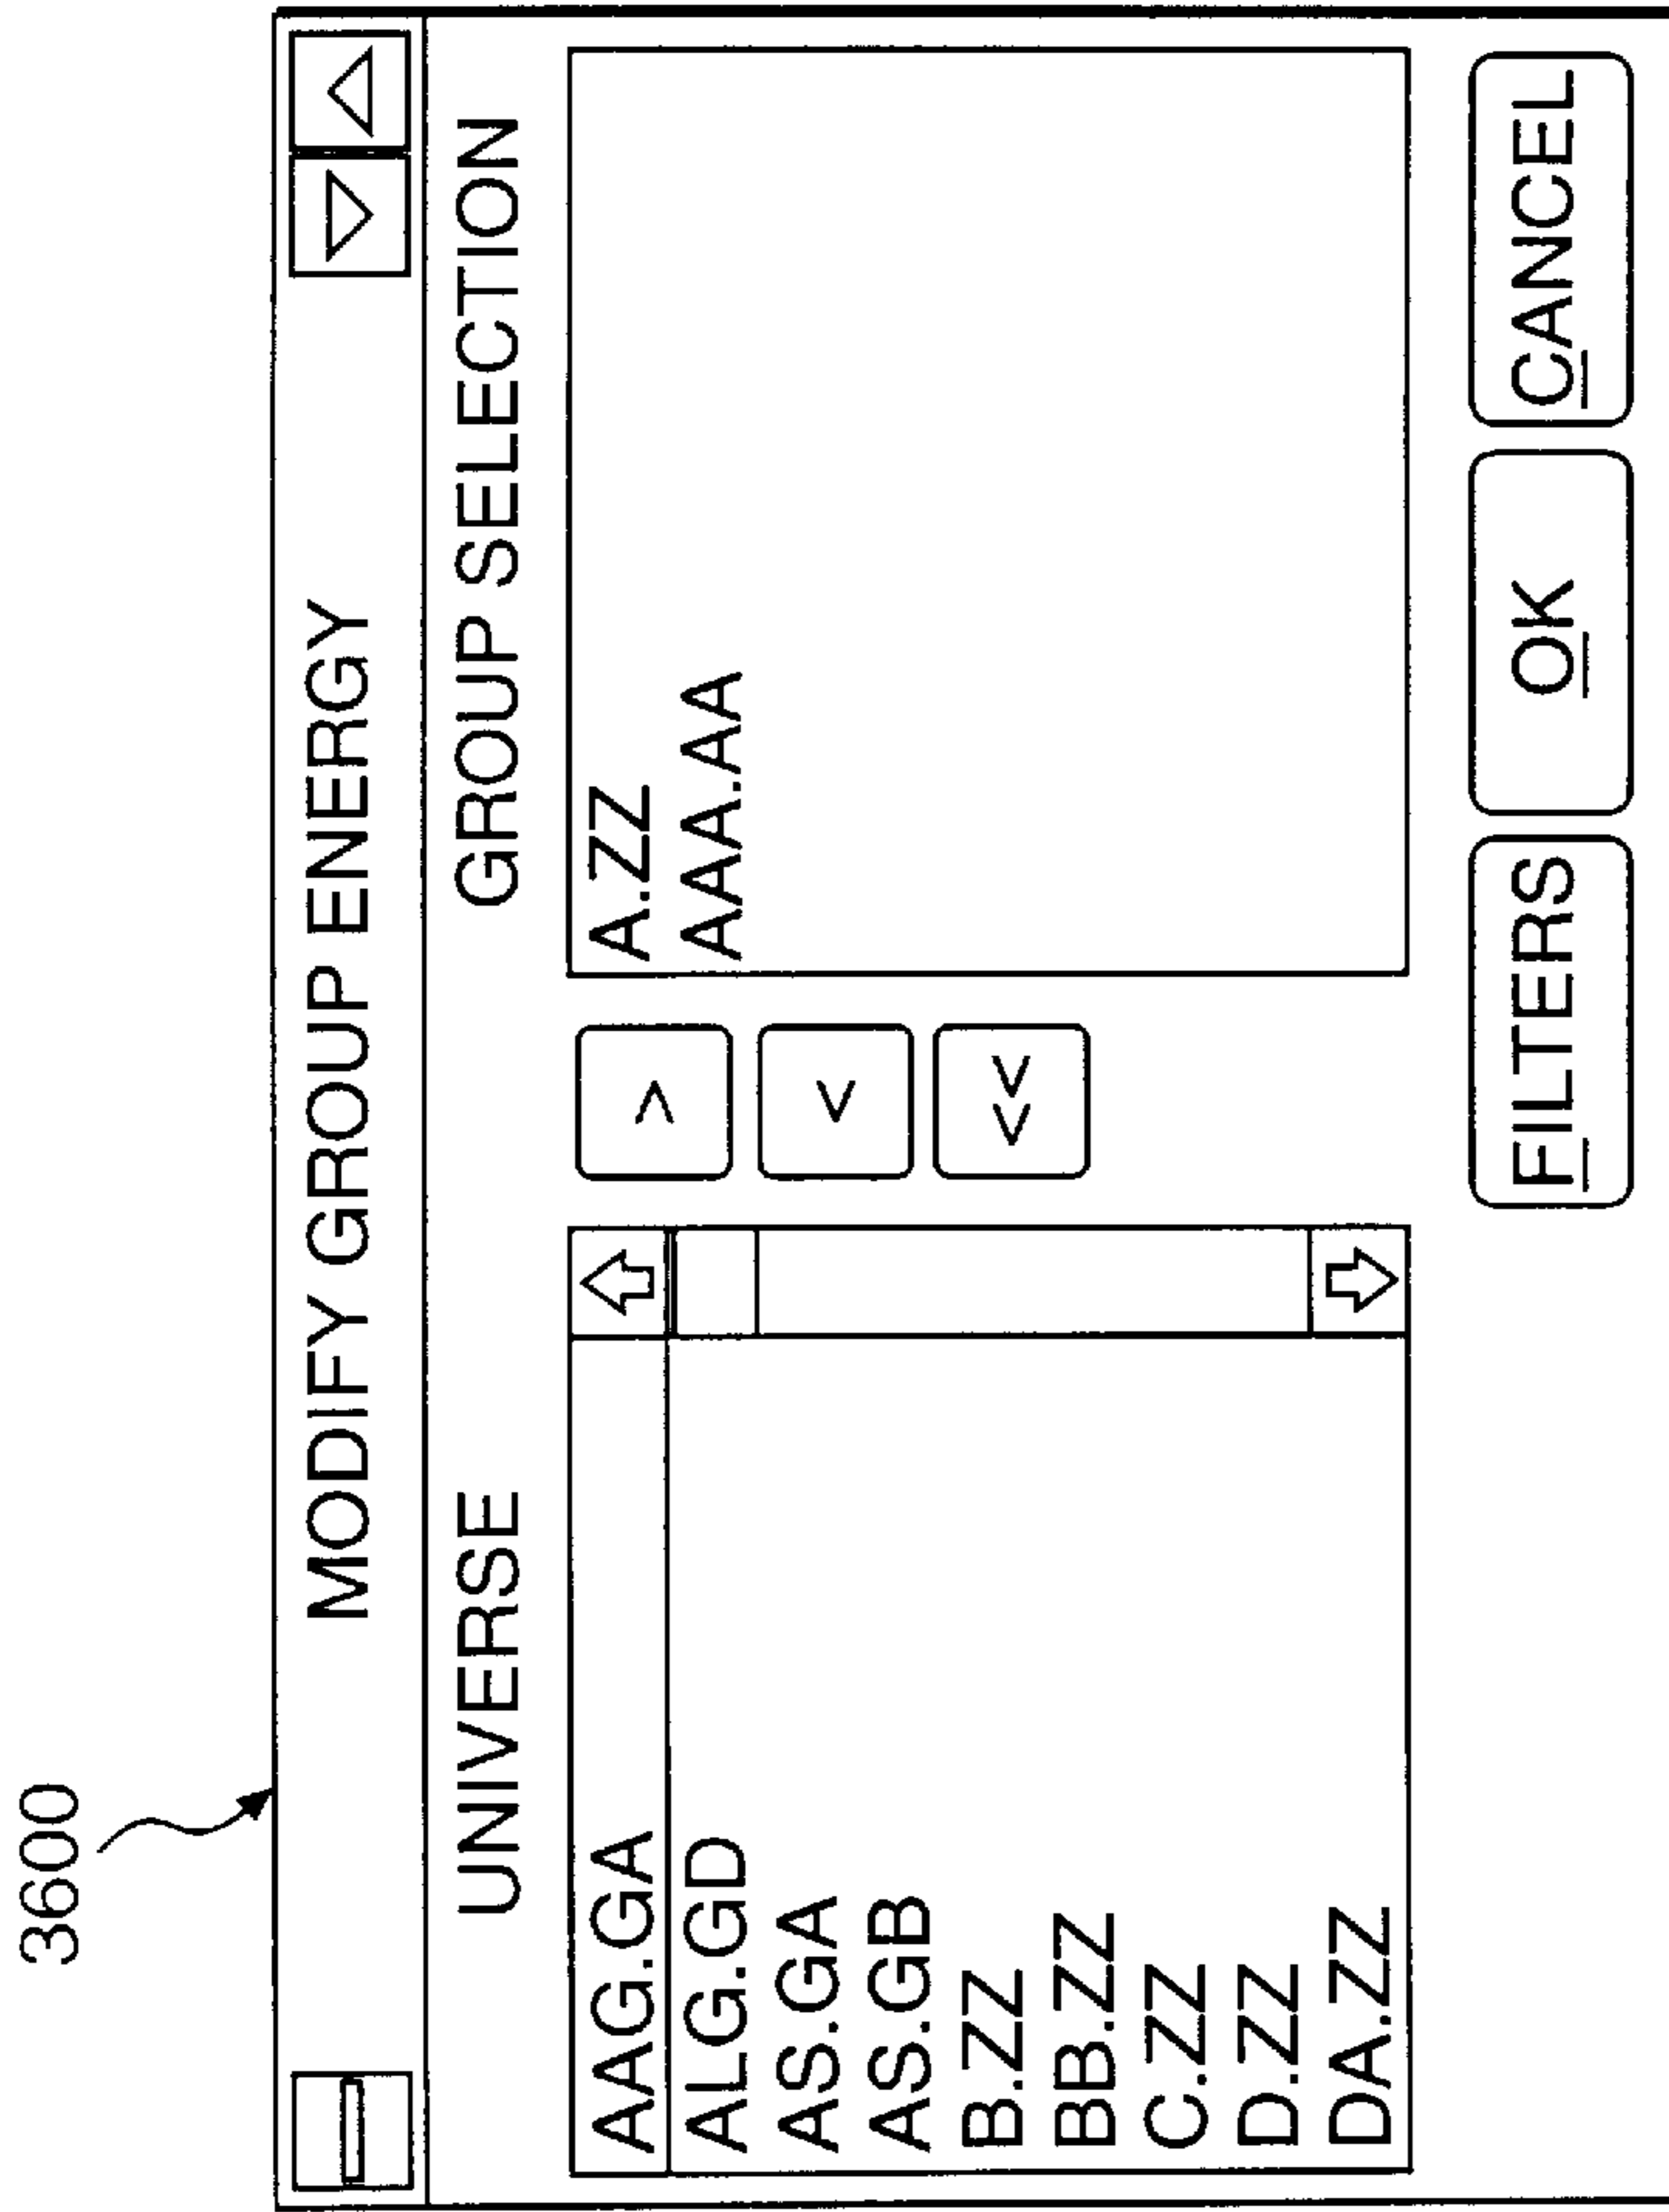 3600
MODIFY GROUP ENERGY
UNIVERSE
GROUP SELECTION
AAG.GA
ALG.GD
AS.GA
AS.GB
B.ZZ
BB.ZZ
C.ZZ
D.ZZ
DA.ZZ
>
<
<<
A.ZZ
AAA.AA
FILTERS
OK
CANCEL